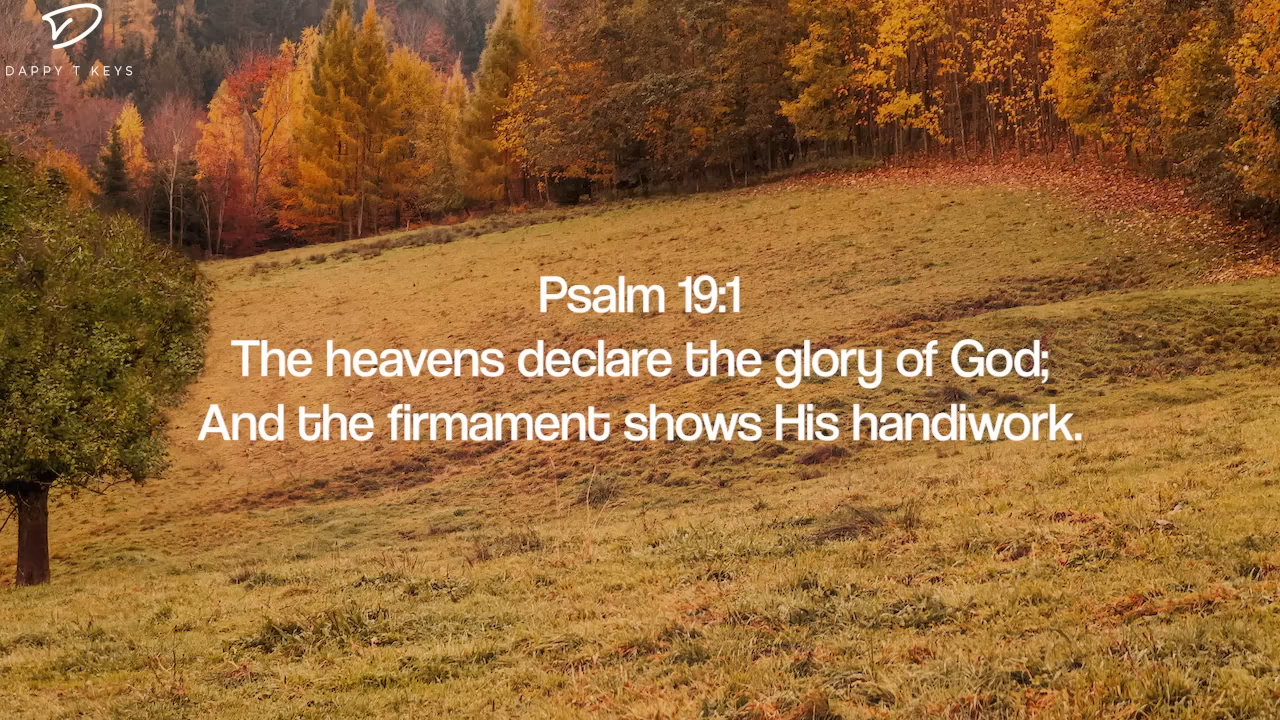 DAPPY T KEYS
Psalm 19:1
The heavens declare the glory of God;
And the firmament shows His handiwork.